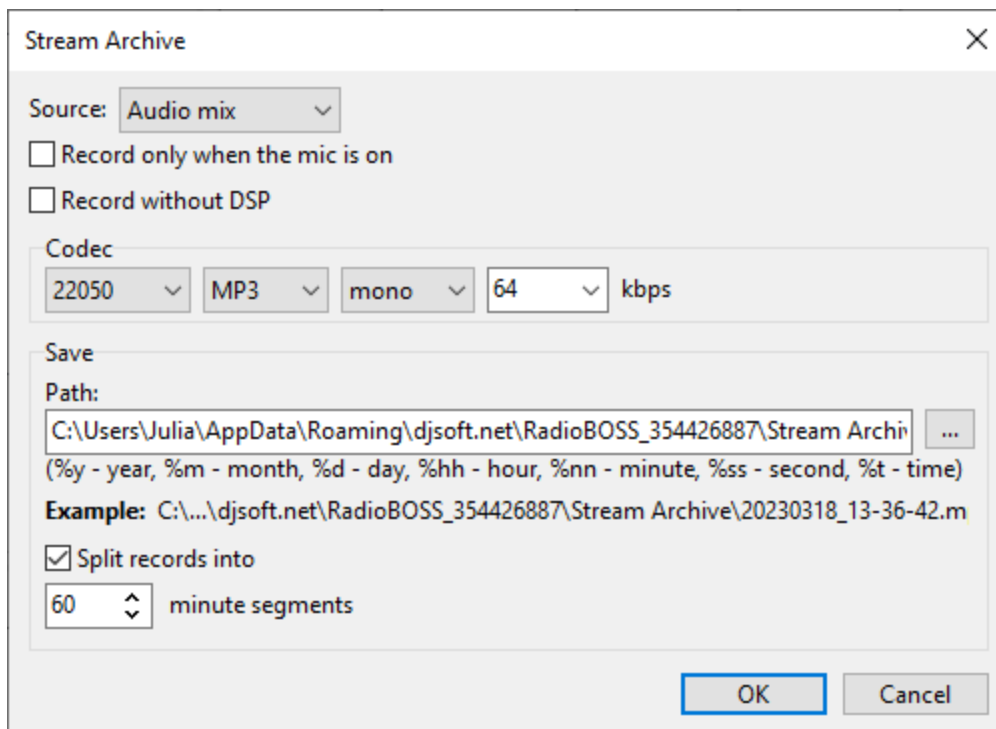 Stream Archive
Source: Audio mix
Record only when the mic is on
Record without DSP
Codec
22050 MP3 mono 64 kbps
Save
Path:
C:\Users\Julia\AppData\Roaming\djsoft.net\RadioBOSS_354426887\Stream Archiv ...
(%y - year, %m - month, %d - day, %hh - hour, %nn - minute, %ss - second, %t - time)
Example: C:\...\djsoft.net\RadioBOSS_354426887\Stream Archive\20230318_13-36-42.m
Split records into
60 minute segments
OK Cancel